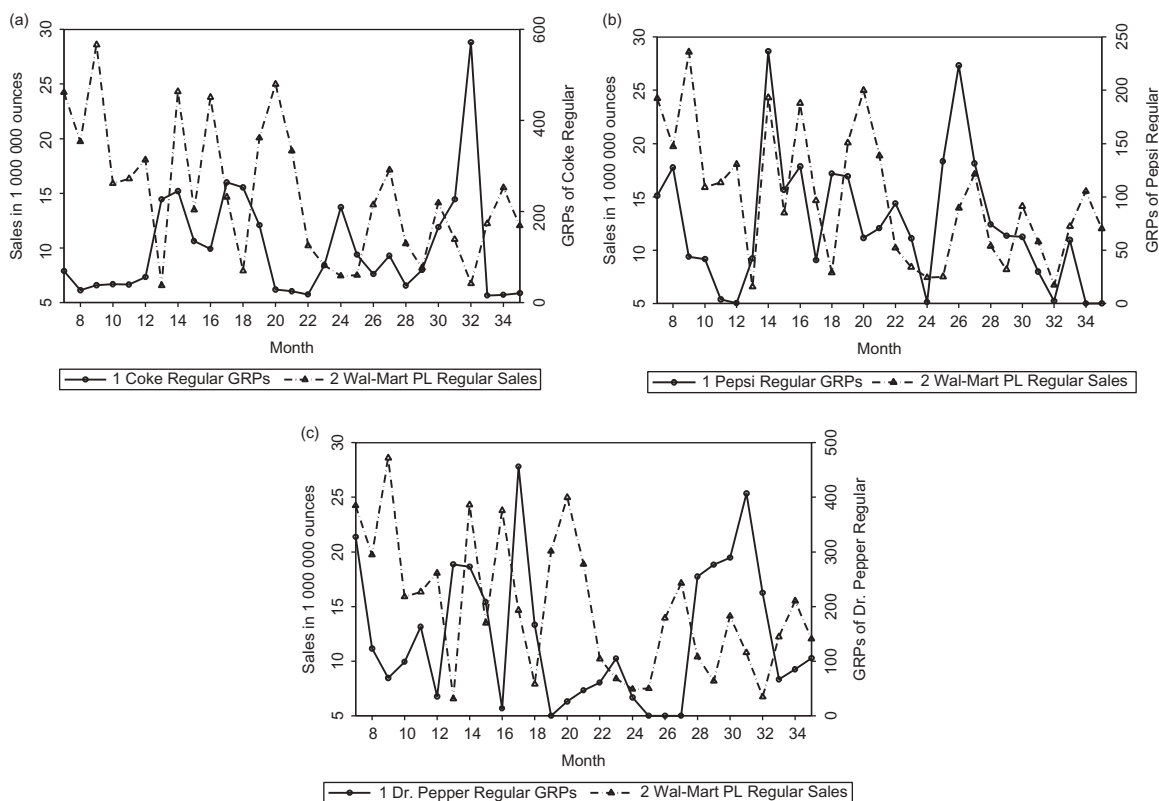 (a)
30
25
20
15
10
5
Sales in 1 000 000 ounces
600
400
200
0
GRPs of Coke Regular
8 10 12 14 16 18 20 22 24 26 28 30 32 34
Month
1 Coke Regular GRPs 2 Wal-Mart PL Regular Sales
(b)
30
25
20
15
10
5
Sales in 1 000 000 ounces
250
200
150
100
50
0
GRPs of Pepsi Regular
8 10 12 14 16 18 20 22 24 26 28 30 32 34
Month
1 Pepsi Regular GRPs 2 Wal-Mart PL Regular Sales
(c)
30
25
20
15
10
5
Sales in 1 000 000 ounces
500
400
300
200
100
0
GRPs of Dr. Pepper Regular
8 10 12 14 16 18 20 22 24 26 28 30 32 34
Month
1 Dr. Pepper Regular GRPs 2 Wal-Mart PL Regular Sales